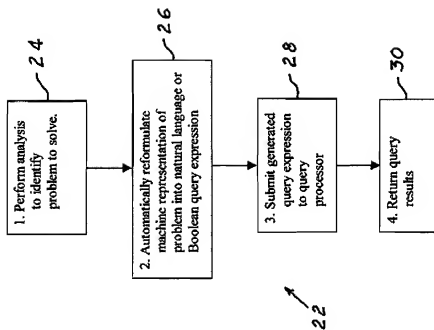 24
1. Perform analysis
to identify
problem to solve.
26
2. Automatically reformulate
machine representation of
problem into natural language or
Boolean query expression
28
3. Submit generated
query expression
to query
processor
30
4. Return query
results
22